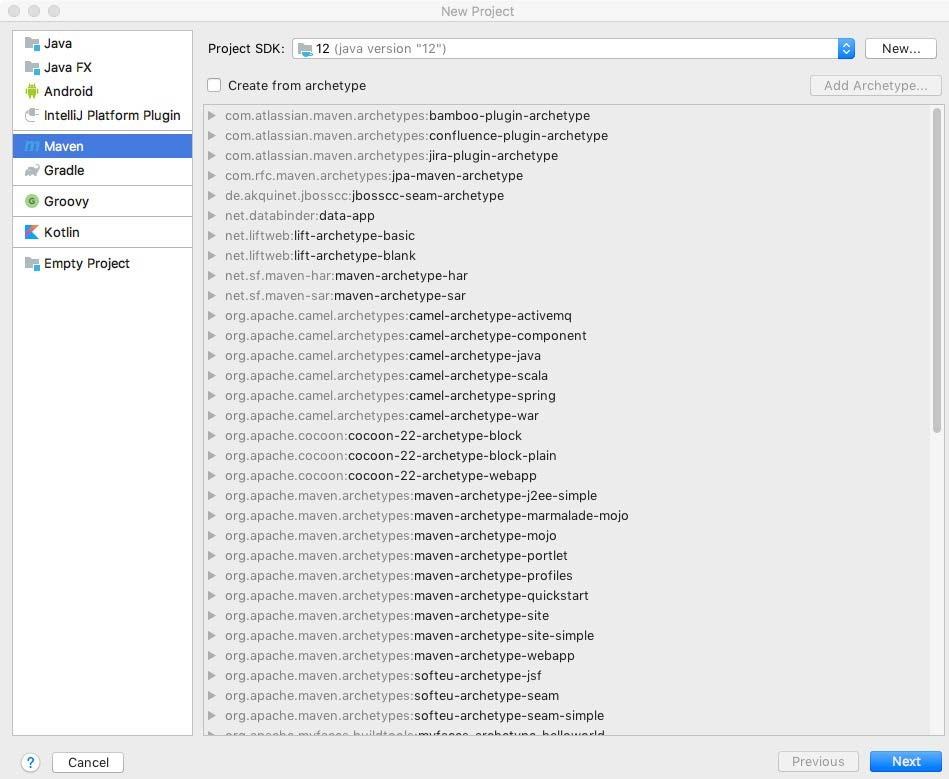 New Project
Java
Java FX
Android
IntelliJ Platform Plugin
Maven
Gradle
Groovy
Kotlin
Empty Project
Project SDK: 12 (java version "12") New...
Create from archetype Add Archetype...
com.atlassian.maven.archetypes:bamboo-plugin-archetype
com.atlassian.maven.archetypes:confluence-plugin-archetype
com.atlassian.maven.archetypes:jira-plugin-archetype
com.rfc.maven.archetypes:jpa-maven-archetype
de.akquinet.jbosscc:jbosscc-seam-archetype
net.databinder:data-app
net.liftweb:lift-archetype-basic
net.liftweb:lift-archetype-blank
net.sf.maven-har:maven-archetype-har
net.sf.maven-sar:maven-archetype-sar
org.apache.camel.archetypes:camel-archetype-activemq
org.apache.camel.archetypes:camel-archetype-component
org.apache.camel.archetypes:camel-archetype-java
org.apache.camel.archetypes:camel-archetype-scala
org.apache.camel.archetypes:camel-archetype-spring
org.apache.camel.archetypes:camel-archetype-war
org.apache.cocoon:cocoon-22-archetype-block
org.apache.cocoon:cocoon-22-archetype-block-plain
org.apache.cocoon:cocoon-22-archetype-webapp
org.apache.maven.archetypes:maven-archetype-j2ee-simple
org.apache.maven.archetypes:maven-archetype-marmalade-mojo
org.apache.maven.archetypes:maven-archetype-mojo
org.apache.maven.archetypes:maven-archetype-portlet
org.apache.maven.archetypes:maven-archetype-profiles
org.apache.maven.archetypes:maven-archetype-quickstart
org.apache.maven.archetypes:maven-archetype-site
org.apache.maven.archetypes:maven-archetype-site-simple
org.apache.maven.archetypes:maven-archetype-webapp
org.apache.maven.archetypes:softeu-archetype-jsf
org.apache.maven.archetypes:softeu-archetype-seam
org.apache.maven.archetypes:softeu-archetype-seam-simple
org.apache.myfaces.buildtools:myfaces-archetype-helloworld
? Cancel Previous Next